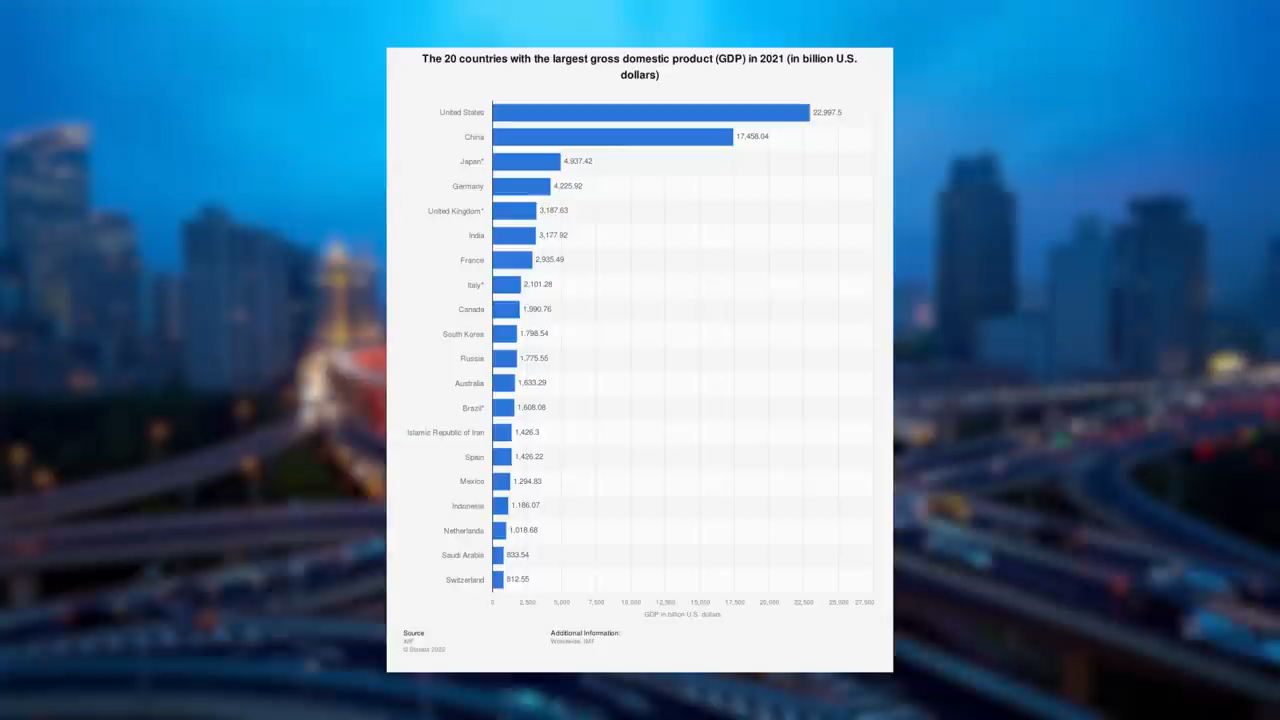 The 20 countries with the largest gross domestic product (GDP) in 2021 (in billion U.S.
dollars)
United States 22,997.5
China 17,458.04
Japan* 4,937.42
Germany 4,225.92
United Kingdom* 3,187.63
India 3,177.92
France 2,935.49
Italy* 2,101.28
Canada 1,990.76
South Korea 1,798.54
Russia 1,775.55
Australia 1,633.29
Brazil* 1,608.08
Islamic Republic of Iran 1,426.3
Spain 1,426.22
Mexico 1,294.83
Indonesia 1,186.07
Netherlands 1,018.68
Saudi Arabia 833.54
Switzerland 812.55
0 2,500 5,000 7,500 10,000 12,500 15,000 17,500 20,000 22,500 25,000 27,500
GDP in billion U.S. dollars
Source
IMF
© Statista 2022
Additional Information:
Worldwide, IMF